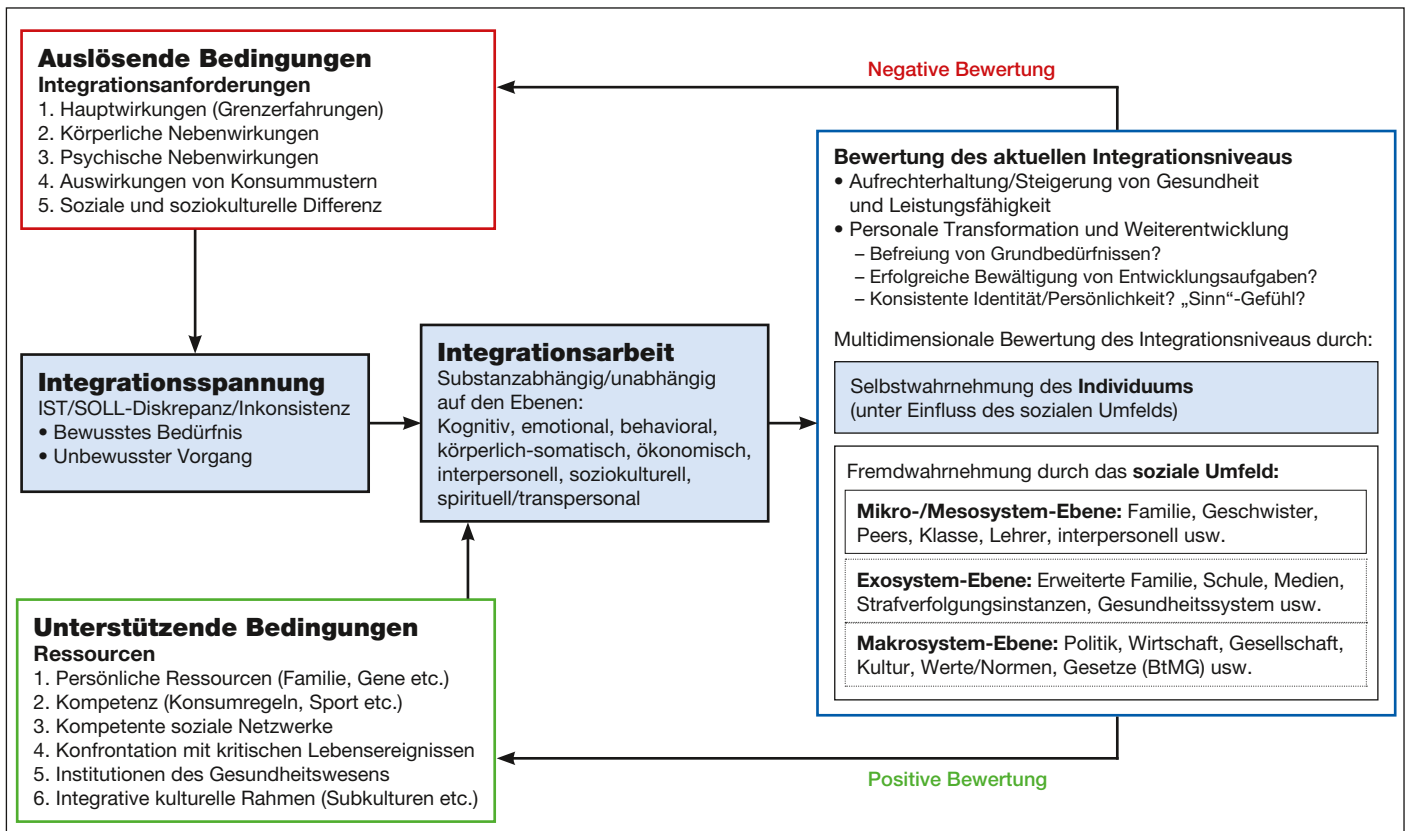 Auslösende Bedingungen
Integrationsanforderungen
1. Hauptwirkungen (Grenzerfahrungen)
2. Körperliche Nebenwirkungen
3. Psychische Nebenwirkungen
4. Auswirkungen von Konsummustern
5. Soziale und soziokulturelle Differenz
Negative Bewertung
Integrationsspannung
IST/SOLL-Diskrepanz/Inkonsistenz
• Bewusstes Bedürfnis
• Unbewusster Vorgang
Integrationsarbeit
Substanzabhängig/unabhängig
auf den Ebenen:
Kognitiv, emotional, behavioral,
körperlich-somatisch, ökonomisch,
interpersonell, soziokulturell,
spirituell/transpersonal
Unterstützende Bedingungen
Ressourcen
1. Persönliche Ressourcen (Familie, Gene etc.)
2. Kompetenz (Konsumregeln, Sport etc.)
3. Kompetente soziale Netzwerke
4. Konfrontation mit kritischen Lebensereignissen
5. Institutionen des Gesundheitswesens
6. Integrative kulturelle Rahmen (Subkulturen etc.)
Bewertung des aktuellen Integrationsniveaus
• Aufrechterhaltung/Steigerung von Gesundheit
und Leistungsfähigkeit
• Personale Transformation und Weiterentwicklung
– Befreiung von Grundbedürfnissen?
– Erfolgreiche Bewältigung von Entwicklungsaufgaben?
– Konsistente Identität/Persönlichkeit? „Sinn“-Gefühl?
Multidimensionale Bewertung des Integrationsniveaus durch:
Selbstwahrnehmung des Individuums
(unter Einfluss des sozialen Umfelds)
Fremdwahrnehmung durch das soziale Umfeld:
Mikro-/Mesosystem-Ebene: Familie, Geschwister,
Peers, Klasse, Lehrer, interpersonell usw.
Exosystem-Ebene: Erweiterte Familie, Schule, Medien,
Strafverfolgungsinstanzen, Gesundheitssystem usw.
Makrosystem-Ebene: Politik, Wirtschaft, Gesellschaft,
Kultur, Werte/Normen, Gesetze (BtMG) usw.
Positive Bewertung